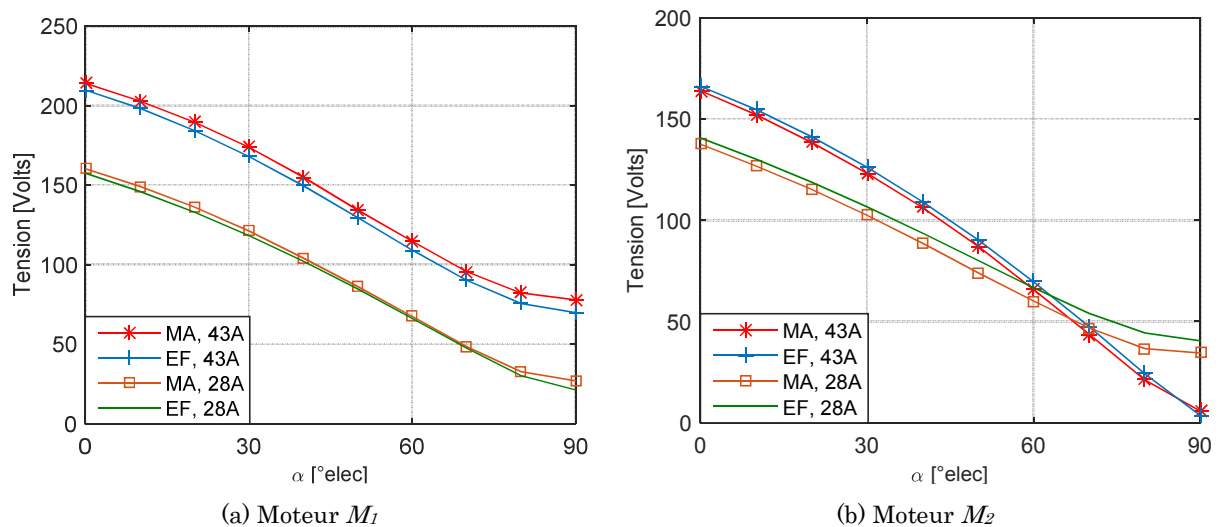 250
200
150
100
50
0
Tension [Volts]
0 30 60 90
α [°elec]
MA, 43A
EF, 43A
MA, 28A
EF, 28A
(a) Moteur M1
200
150
100
50
0
Tension [Volts]
0 30 60 90
α [°elec]
MA, 43A
EF, 43A
MA, 28A
EF, 28A
(b) Moteur M2